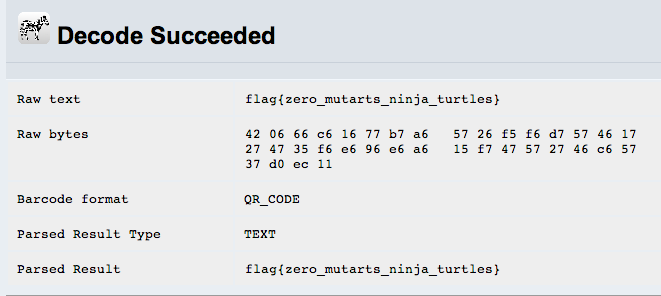 Decode Succeeded
Raw text flag{zero_mutarts_ninja_turtles}
Raw bytes 42 06 66 c6 16 77 b7 a6 57 26 f5 f6 d7 57 46 17
27 47 35 f6 e6 96 e6 a6 15 f7 47 57 27 46 c6 57
37 d0 ec 11
Barcode format QR_CODE
Parsed Result Type TEXT
Parsed Result flag{zero_mutarts_ninja_turtles}